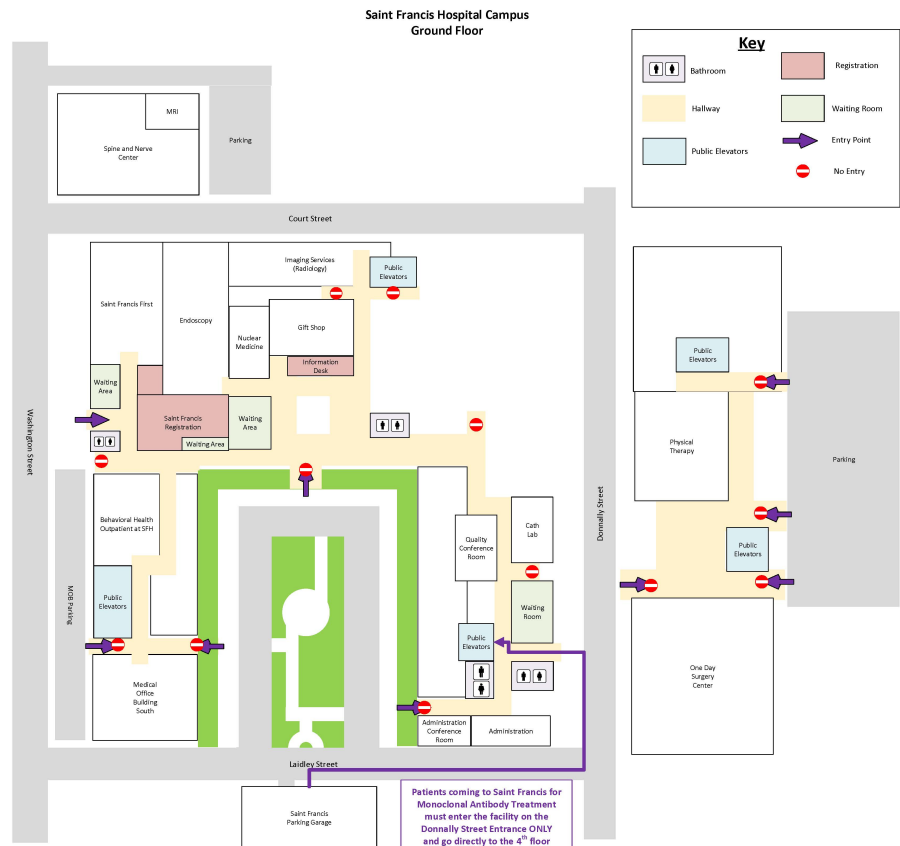 Saint Francis Hospital Campus
Ground Floor
Key
Bathroom
Registration
Hallway
Waiting Room
Public Elevators
Entry Point
No Entry
MRI
Spine and Nerve
Center
Parking
Court Street
Imaging Services
(Radiology)
Public
Elevators
Saint Francis First
Endoscopy
Nuclear
Medicine
Gift Shop
Information
Desk
Waiting
Area
Saint Francis
Registration
Waiting Area
Waiting
Area
Washington Street
Behavioral Health
Outpatient at SFH
MOB Parking
Public
Elevators
Medical
Office
Building
South
Quality
Conference
Room
Cath
Lab
Waiting
Room
Public
Elevators
Administration
Conference
Room
Administration
Donnally Street
Public
Elevators
Physical
Therapy
Parking
Public
Elevators
One Day
Surgery
Center
Laidley Street
Saint Francis
Parking Garage
Patients coming to Saint Francis for
Monoclonal Antibody Treatment
must enter the facility on the
Donnally Street Entrance ONLY
and go directly to the 4th floor